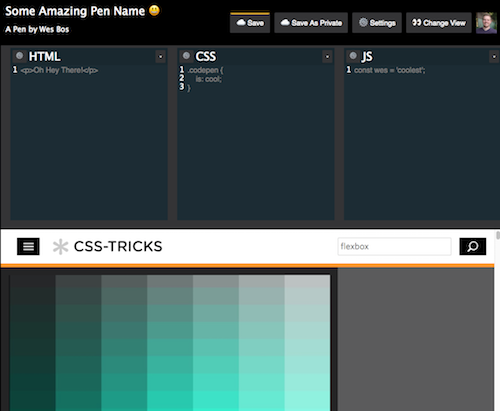 Some Amazing Pen Name 😃
A Pen by Wes Bos
Save
Save As Private
Settings
Change View
HTML
1 <p>Oh Hey There!</p>
CSS
1 .codepen {
2 is: cool;
3 }
JS
1 const wes = 'coolest';
CSS-TRICKS
flexbox